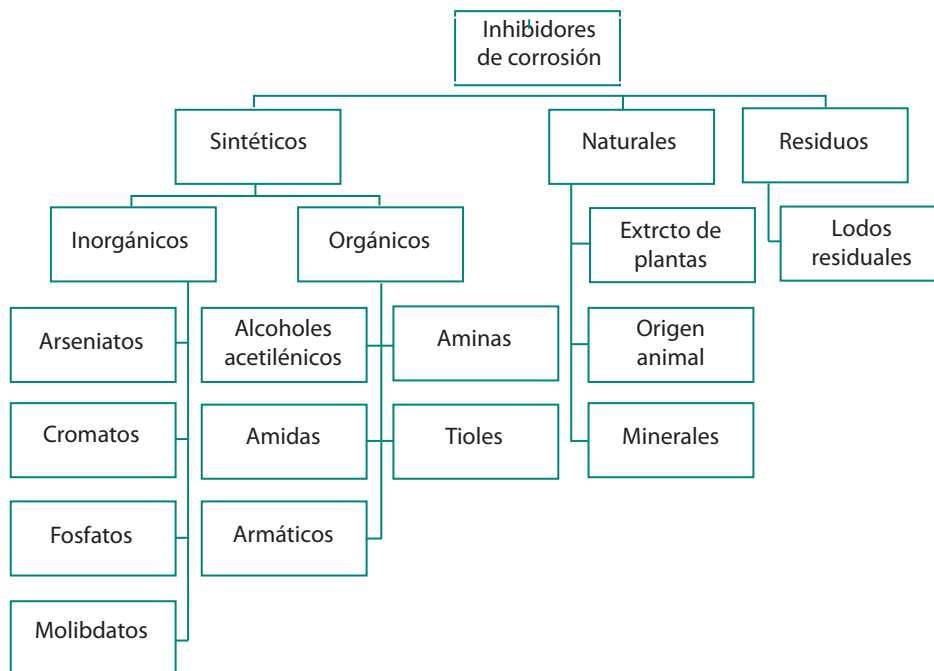 Inhibidores
de corrosión
Sintéticos
Naturales
Residuos
Inorgánicos
Orgánicos
Extrcto de
plantas
Lodos
residuales
Arseniatos
Alcoholes
acetilénicos
Aminas
Origen
animal
Cromatos
Amidas
Tioles
Minerales
Fosfatos
Armáticos
Molibdatos